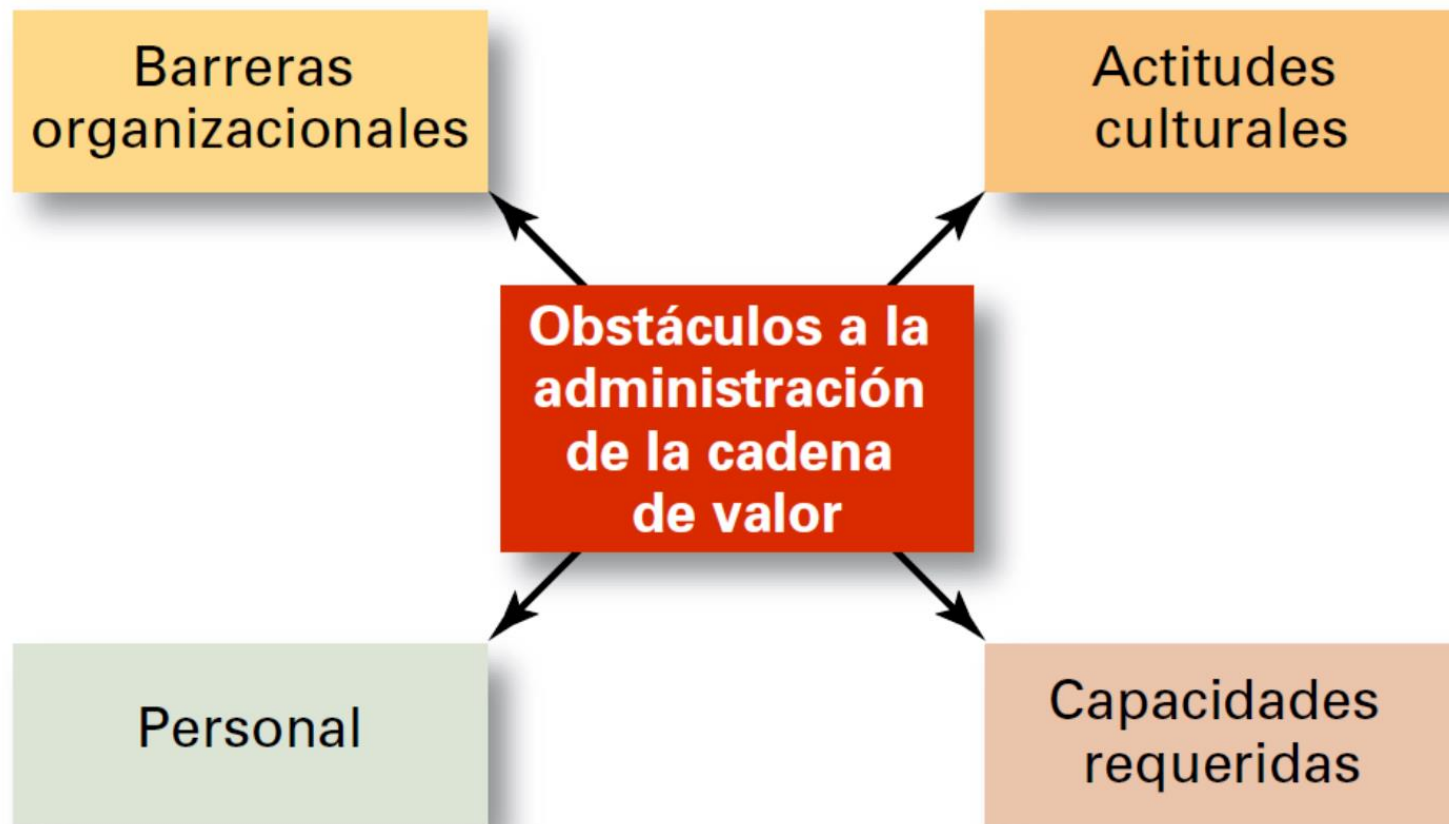 Barreras
organizacionales
Actitudes
culturales
Obstáculos a la
administración
de la cadena
de valor
Personal
Capacidades
requeridas